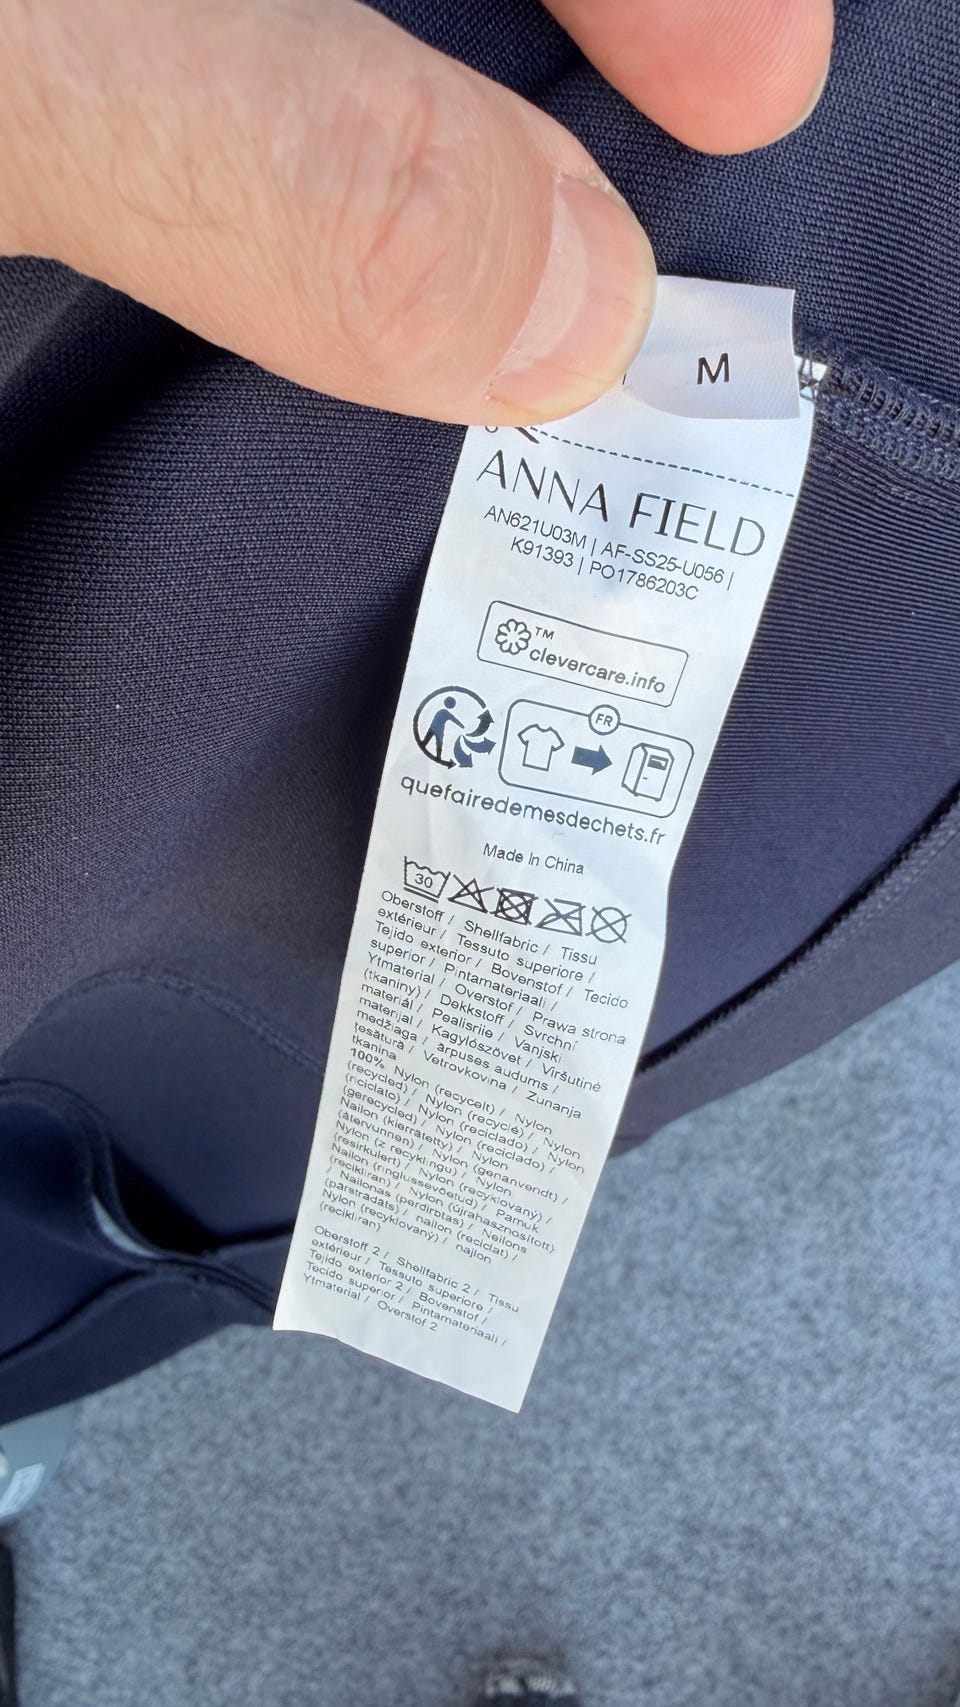 M
ANNA FIELD
AN621U03M | AF-SS25-U056 |
K91393 | PO1786203C
TM
clevercare.info
FR
quefairedemesdechets.fr
Made In China
30
Oberstoff / Shellfabric / Tissu
extérieur / Tessuto superiore /
Tejido exterior / Bovenstof / Tecido
superior / Pintamateriaali /
Ytmaterial / Overstof / Prawa strona
(tkaniny) / Dekkstoff / Svrchní
materiál / Pealisriie / Vanjski
materijal / Kagylószövet / Viršutinė
medžiaga / ārpuses audums /
țesătură / Vetrovkovina / Zunanja
tkanina
100% Nylon (recycelt) / Nylon
(recycled) / Nylon (recyclé) / Nylon
(riciclato) / Nylon (reciclado) / Nylon
(gerecycled) / Nylon (reciclado) /
Nailon (kierrätetty) / Nylon
(återvunnen) / Nylon (genanvendt) /
Nylon (z recyklingu) / Nylon
(resirkulert) / Nylon (recyklovaný) /
Nailon (ringlussevõetud) / Pamuk
(recikliran) / Nylon (újrahasznosított)
/ Nailonas (perdirbtas) / Neilons
(pārstrādāts) / nailon (reciclat) /
Nylon (recyklovaný) / najlon
(recikliran)
Oberstoff 2 / Shellfabric 2 / Tissu
extérieur / Tessuto superiore /
Tejido exterior 2 / Bovenstof /
Tecido superior / Pintamateriaali /
Ytmaterial / Overstof 2